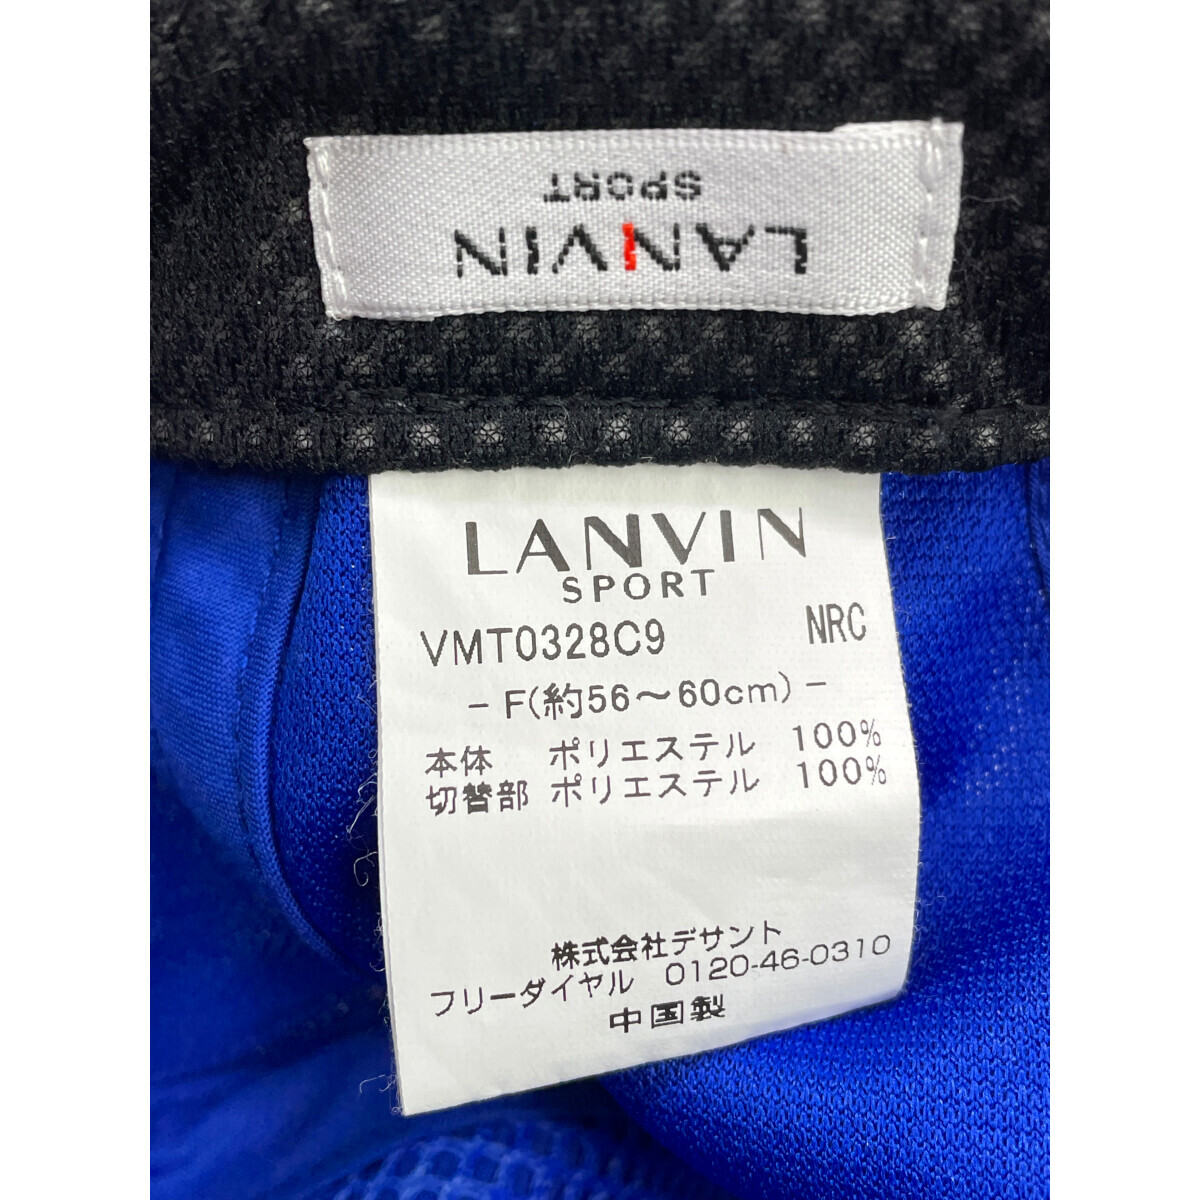 LANVIN
SPORT
LANVIN
SPORT
VMT0328C9 NRC
- F(約56〜60cm) -
本体 ポリエステル 100%
切替部 ポリエステル 100%
株式会社デサント
フリーダイヤル 0120-46-0310
中国製